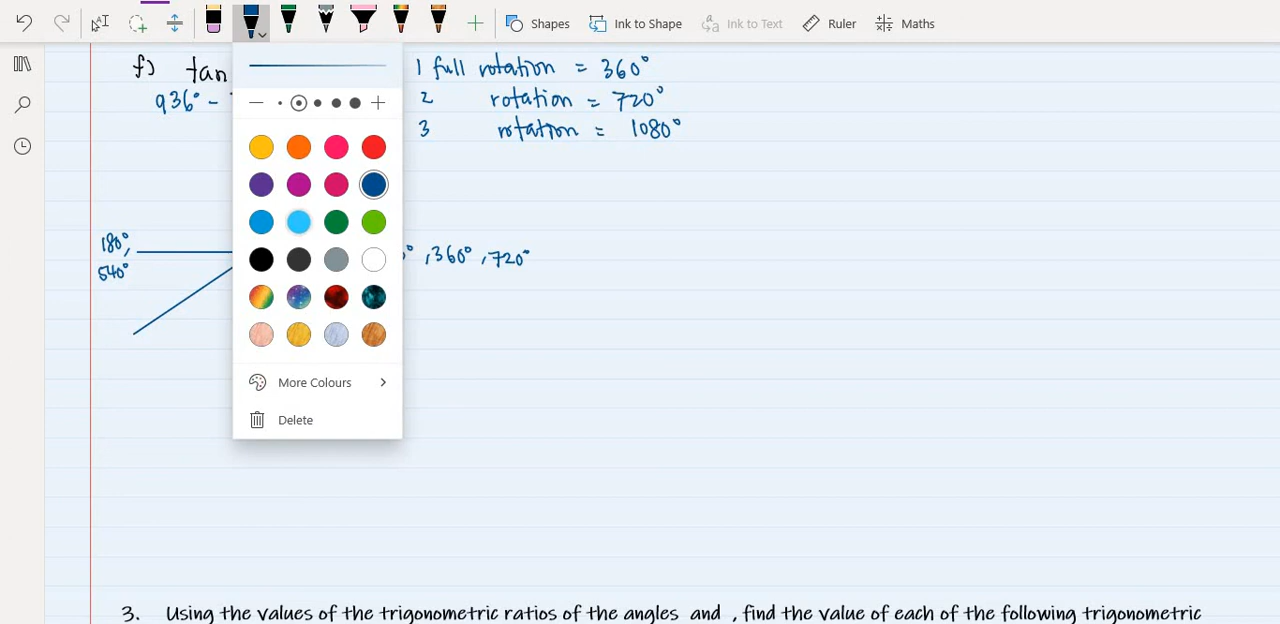 Shapes Ink to Shape Ink to Text Ruler Maths
f) tan
936° -
1 full rotation = 360°
2 rotation = 720°
3 rotation = 1080°
180°,
540°
° , 360° , 720°
More Colours
Delete
3. Using the values of the trigonometric ratios of the angles and , find the value of each of the following trigonometric